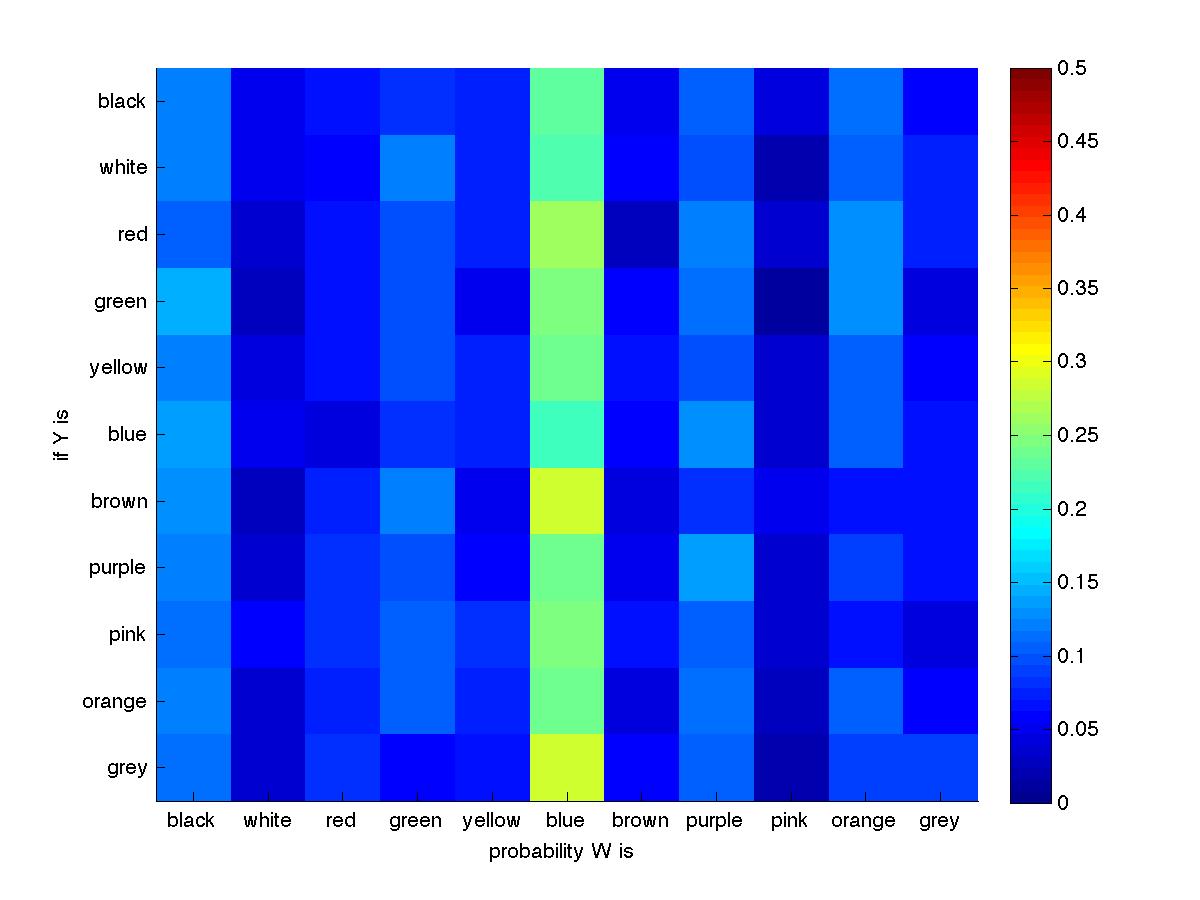 black
white
red
green
yellow
blue
brown
purple
pink
orange
grey
if Y is
black white red green yellow blue brown purple pink orange grey
probability W is
0.5
0.45
0.4
0.35
0.3
0.25
0.2
0.15
0.1
0.05
0